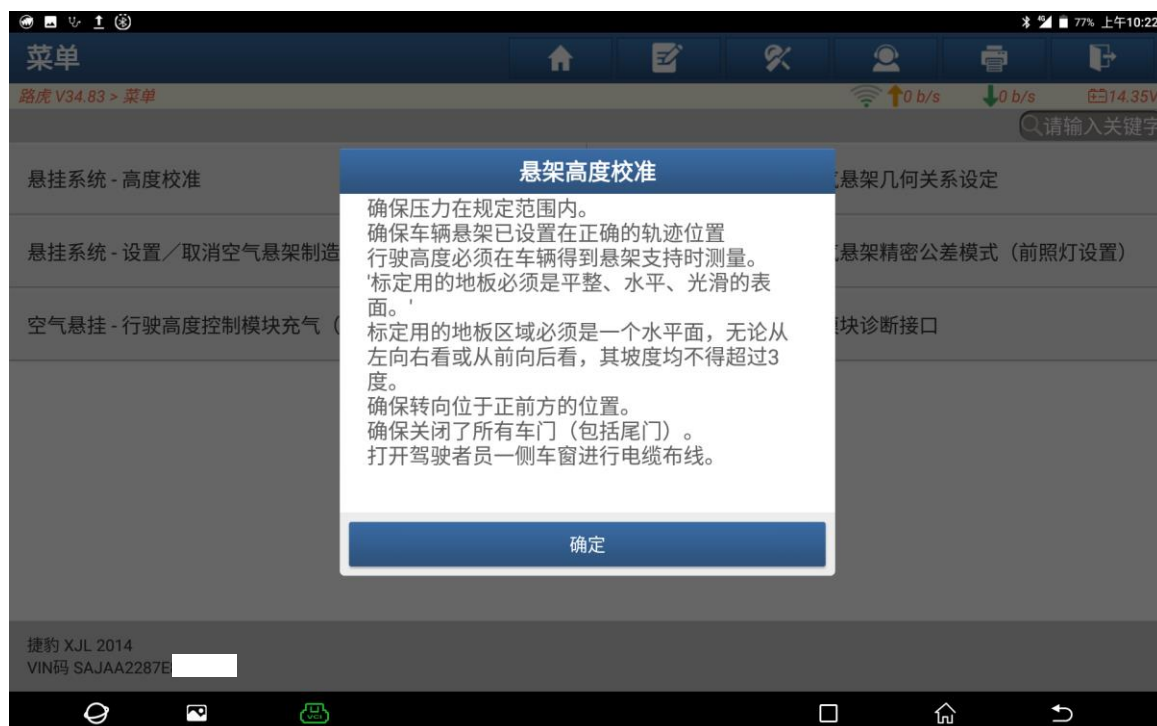 77% 上午10:22
菜单
路虎 V34.83 > 菜单
0 b/s
0 b/s
14.35V
请输入关键字
悬挂系统 - 高度校准
悬架几何关系设定
悬挂系统 - 设置／取消空气悬架制造
悬架精密公差模式（前照灯设置）
空气悬挂 - 行驶高度控制模块充气（
块诊断接口
悬架高度校准
确保压力在规定范围内。
确保车辆悬架已设置在正确的轨迹位置
行驶高度必须在车辆得到悬架支持时测量。
'标定用的地板必须是平整、水平、光滑的表
面。'
标定用的地板区域必须是一个水平面，无论从
左向右看或从前向后看，其坡度均不得超过3
度。
确保转向位于正前方的位置。
确保关闭了所有车门（包括尾门）。
打开驾驶者员一侧车窗进行电缆布线。
确定
捷豹 XJL 2014
VIN码 SAJAA2287E
VCI